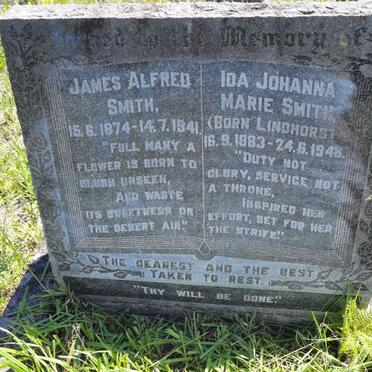 Sacred to the Memory of
JAMES ALFRED
SMITH,
15.6.1874-14.7.1941.
"FULL MANY A
FLOWER IS BORN TO
BLUSH UNSEEN,
AND WASTE
ITS SWEETNESS ON
THE DESERT AIR."
IDA JOHANNA
MARIE SMITH
(BORN LINDHORST)
16.9.1883-24.6.1948.
"DUTY NOT
GLORY, SERVICE NOT
A THRONE,
INSPIRED HER
EFFORT, SET FOR HER
THE STRIFE."
THE DEAREST AND THE BEST
TAKEN TO REST.
"THY WILL BE DONE."